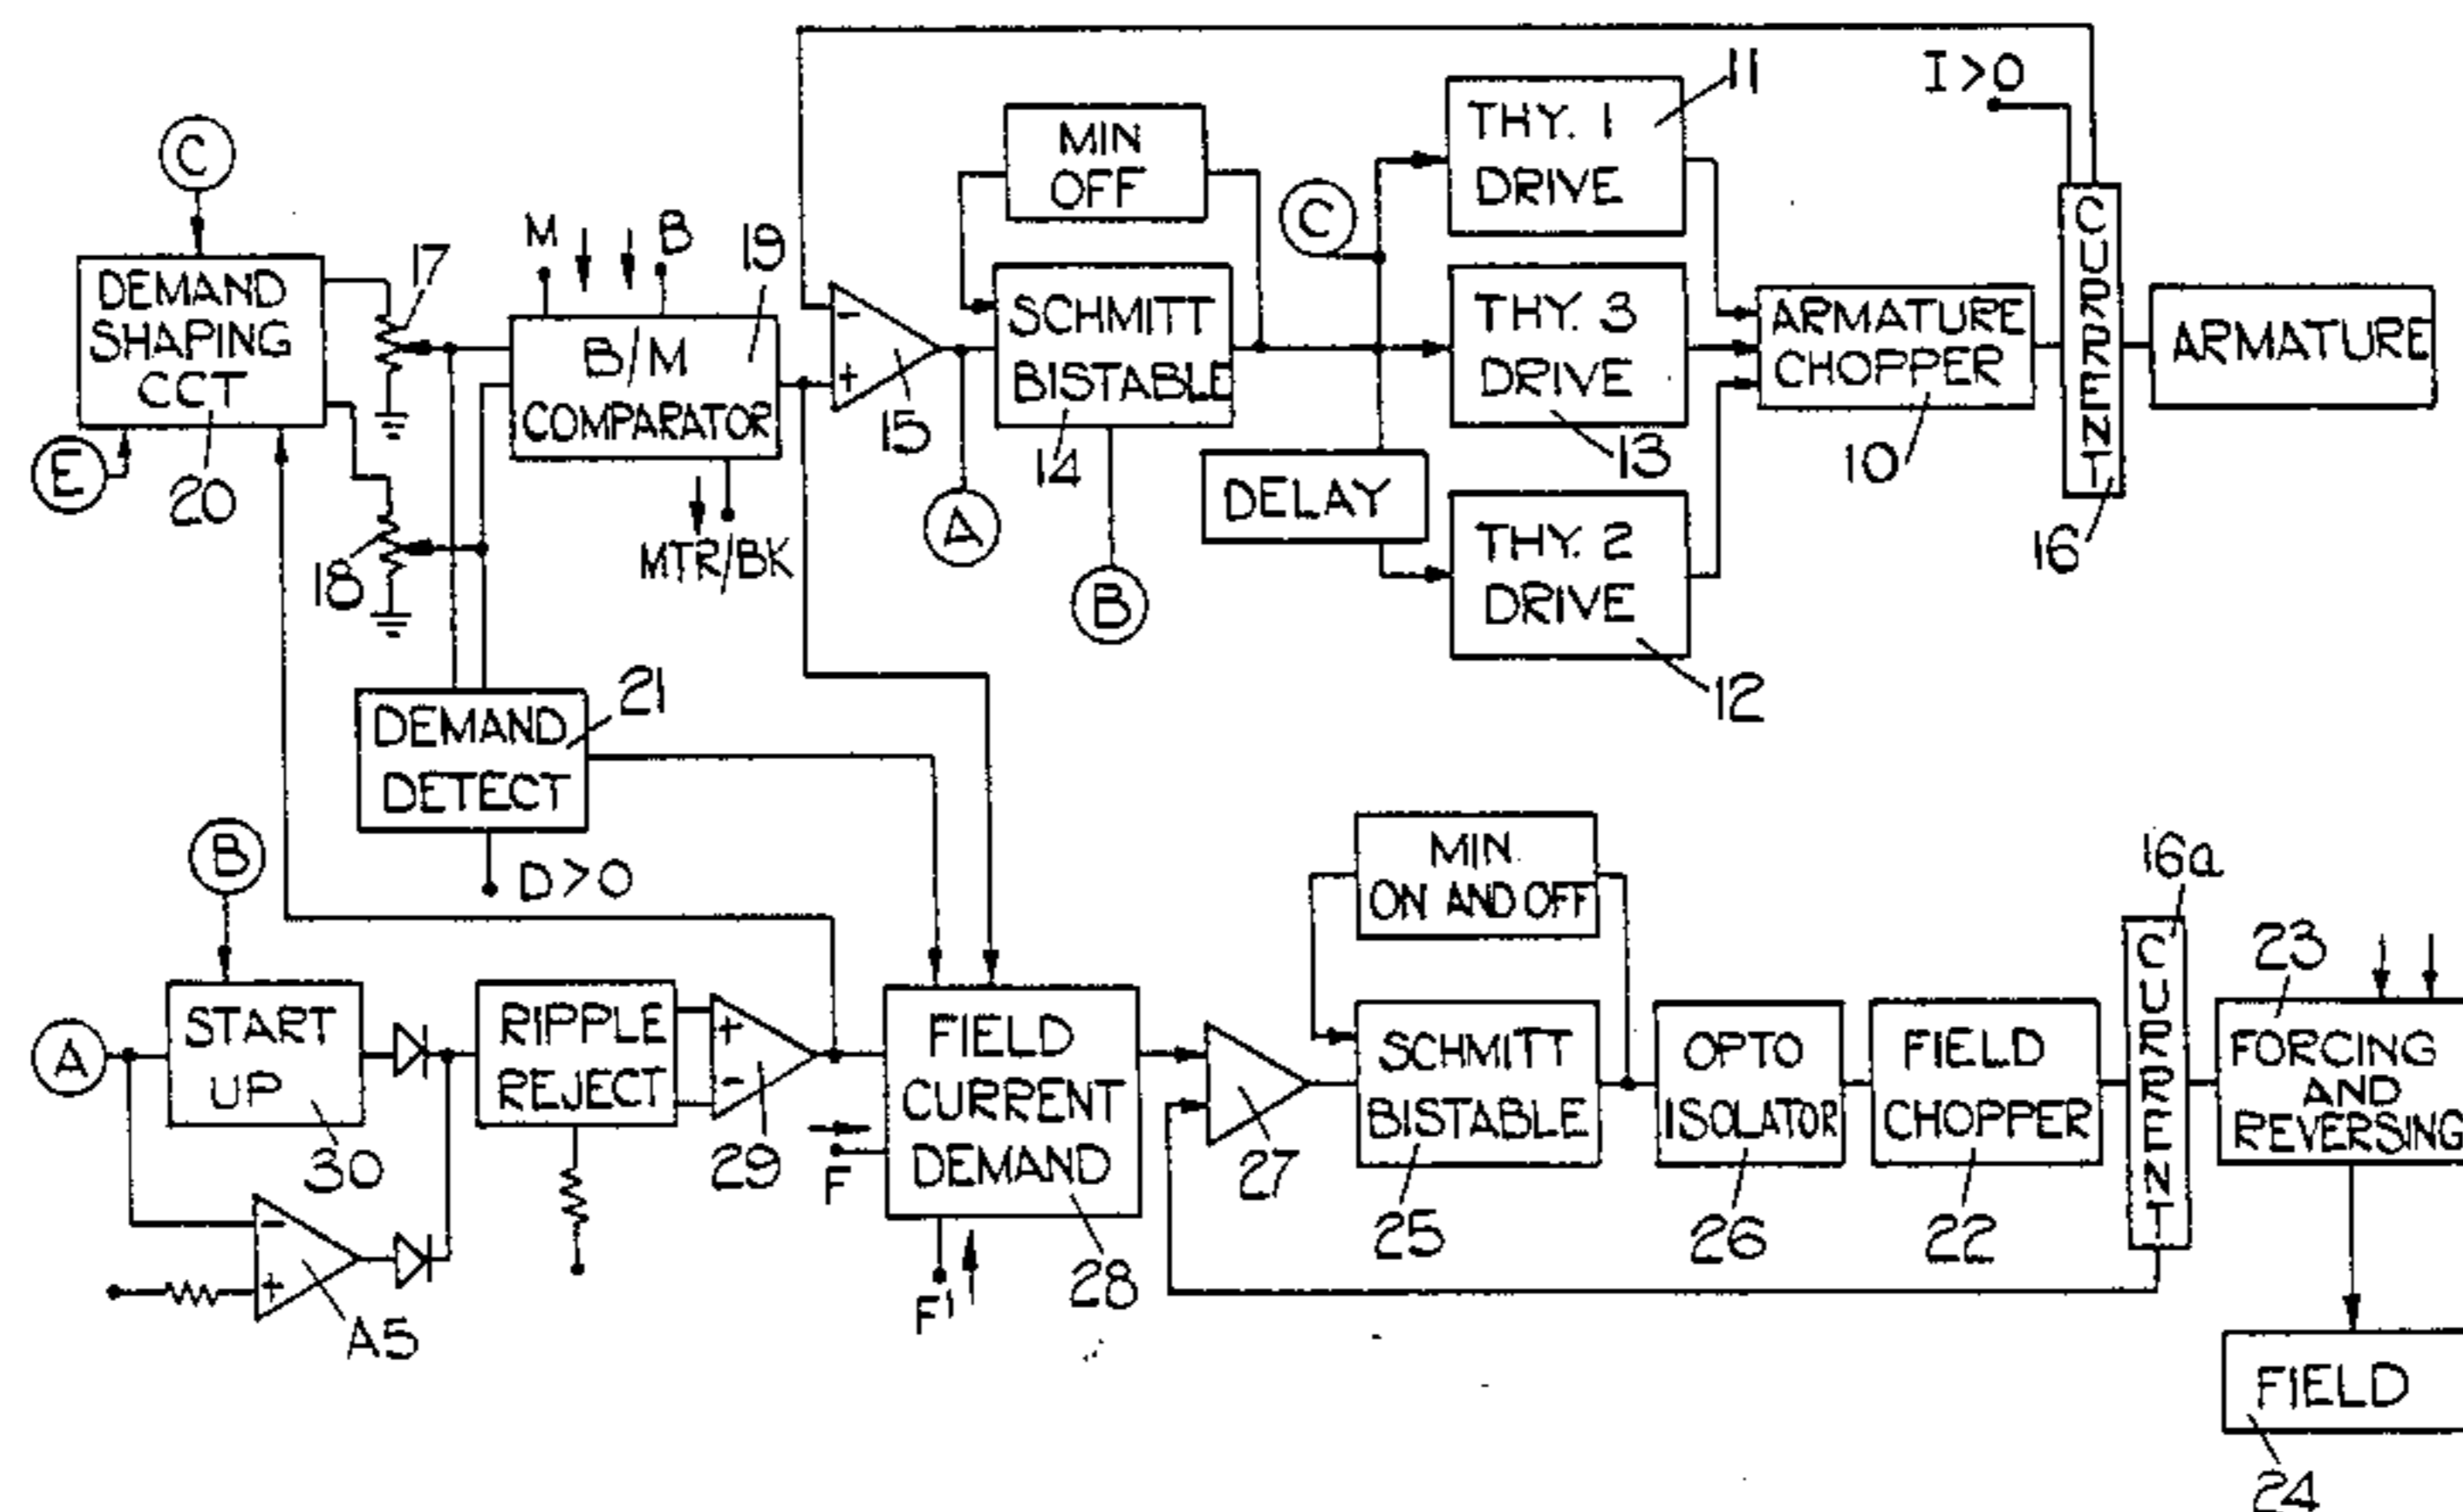 C
DEMAND
SHAPING
CCT
E
20
17
18
M
B
19
B/M
COMPARATOR
MTR/BK
-
+
15
A
MIN
OFF
SCHMITT
BISTABLE
14
B
C
DELAY
THY. 1
DRIVE
11
THY. 3
DRIVE
13
THY. 2
DRIVE
12
ARMATURE
CHOPPER
10
I>0
CURRENT
16
ARMATURE
DEMAND
DETECT
21
D>0
B
A
START
UP
30
-
+
A5
RIPPLE
REJECT
+
-
29
F
FIELD
CURRENT
DEMAND
28
F'
27
MIN
ON AND OFF
SCHMITT
BISTABLE
25
OPTO
ISOLATOR
26
FIELD
CHOPPER
22
16a
CURRENT
23
FORCING
AND
REVERSING
FIELD
24